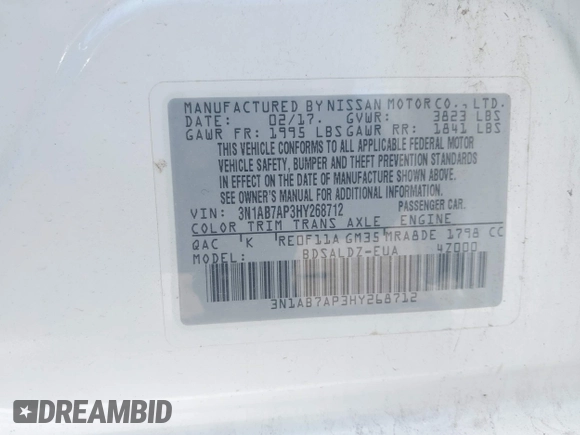 MANUFACTURED BY NISSAN MOTOR CO., LTD.
DATE: 02/17. GVWR: 3823 LBS
GAWR FR: 1995 LBS GAWR RR: 1841 LBS
THIS VEHICLE CONFORMS TO ALL APPLICABLE FEDERAL MOTOR
VEHICLE SAFETY, BUMPER AND THEFT PREVENTION STANDARDS
IN EFFECT ON THE DATE OF MANUFACTURE SHOWN ABOVE.
SEE OWNER'S MANUAL FOR ADDITIONAL INFORMATION.
VIN: 3N1AB7AP3HY268712 PASSENGER CAR.
COLOR TRIM TRANS AXLE ENGINE
QAC K RE0F11A GM35 MRA8DE 1798 CC
MODEL: BDSALDZ-EUA 4Z000
3N1AB7AP3HY268712
DREAMBID